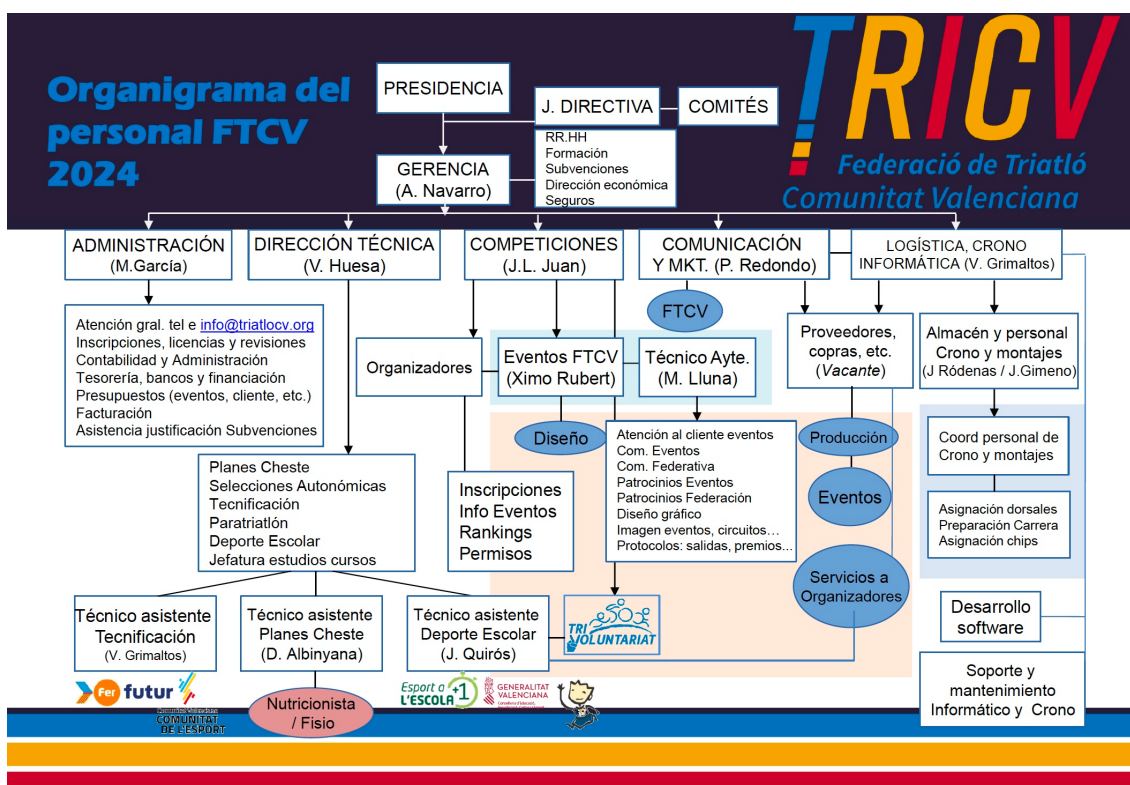 Organigrama del
personal FTCV
2024
PRESIDENCIA
J. DIRECTIVA
COMITÉS
RR.HH
Formación
Subvenciones
Dirección económica
Seguros
GERENCIA
(A. Navarro)
TRICV
Federació de Triatló
Comunitat Valenciana
ADMINISTRACIÓN
(M.García)
DIRECCIÓN TÉCNICA
(V. Huesa)
COMPETICIONES
(J.L. Juan)
COMUNICACIÓN
Y MKT. (P. Redondo)
LOGÍSTICA, CRONO
INFORMÁTICA (V. Grimaltos)
Atención gral. tel e info@triatlocv.org
Inscripciones, licencias y revisiones
Contabilidad y Administración
Tesorería, bancos y financiación
Presupuestos (eventos, cliente, etc.)
Facturación
Asistencia justificación Subvenciones
FTCV
Organizadores
Eventos FTCV
(Ximo Rubert)
Técnico Ayte.
(M. Lluna)
Proveedores,
copras, etc.
(Vacante)
Almacén y personal
Crono y montajes
(J Ródenas / J.Gimeno)
Diseño
Atención al cliente eventos
Com. Eventos
Com. Federativa
Patrocinios Eventos
Patrocinios Federación
Diseño gráfico
Imagen eventos, circuitos…
Protocolos: salidas, premios...
Producción
Eventos
Servicios a
Organizadores
Coord personal de
Crono y montajes
Asignación dorsales
Preparación Carrera
Asignación chips
Planes Cheste
Selecciones Autonómicas
Tecnificación
Paratriatlón
Deporte Escolar
Jefatura estudios cursos
Inscripciones
Info Eventos
Rankings
Permisos
Técnico asistente
Tecnificación
(V. Grimaltos)
Técnico asistente
Planes Cheste
(D. Albinyana)
Técnico asistente
Deporte Escolar
(J. Quirós)
TRI
VOLUNTARIAT
Desarrollo
software
Soporte y
mantenimiento
Informático y Crono
Fer futur
Comunitat Valenciana
COMUNITAT
DE L'ESPORT
Nutricionista
/ Fisio
Esport a
L'ESCOLA +1
GENERALITAT
VALENCIANA